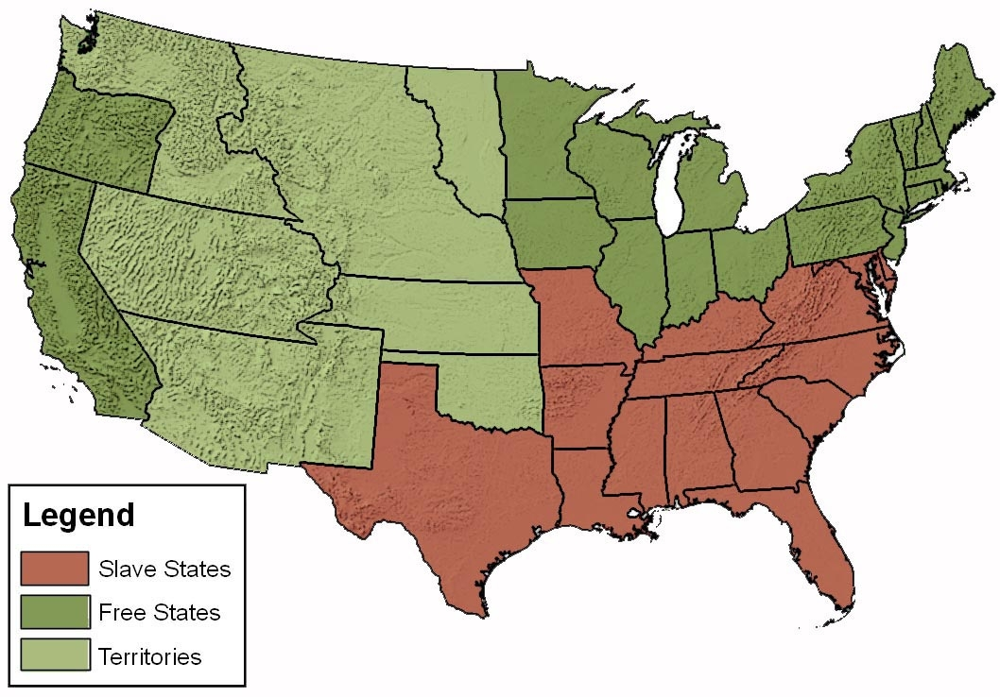 Legend
Slave States
Free States
Territories